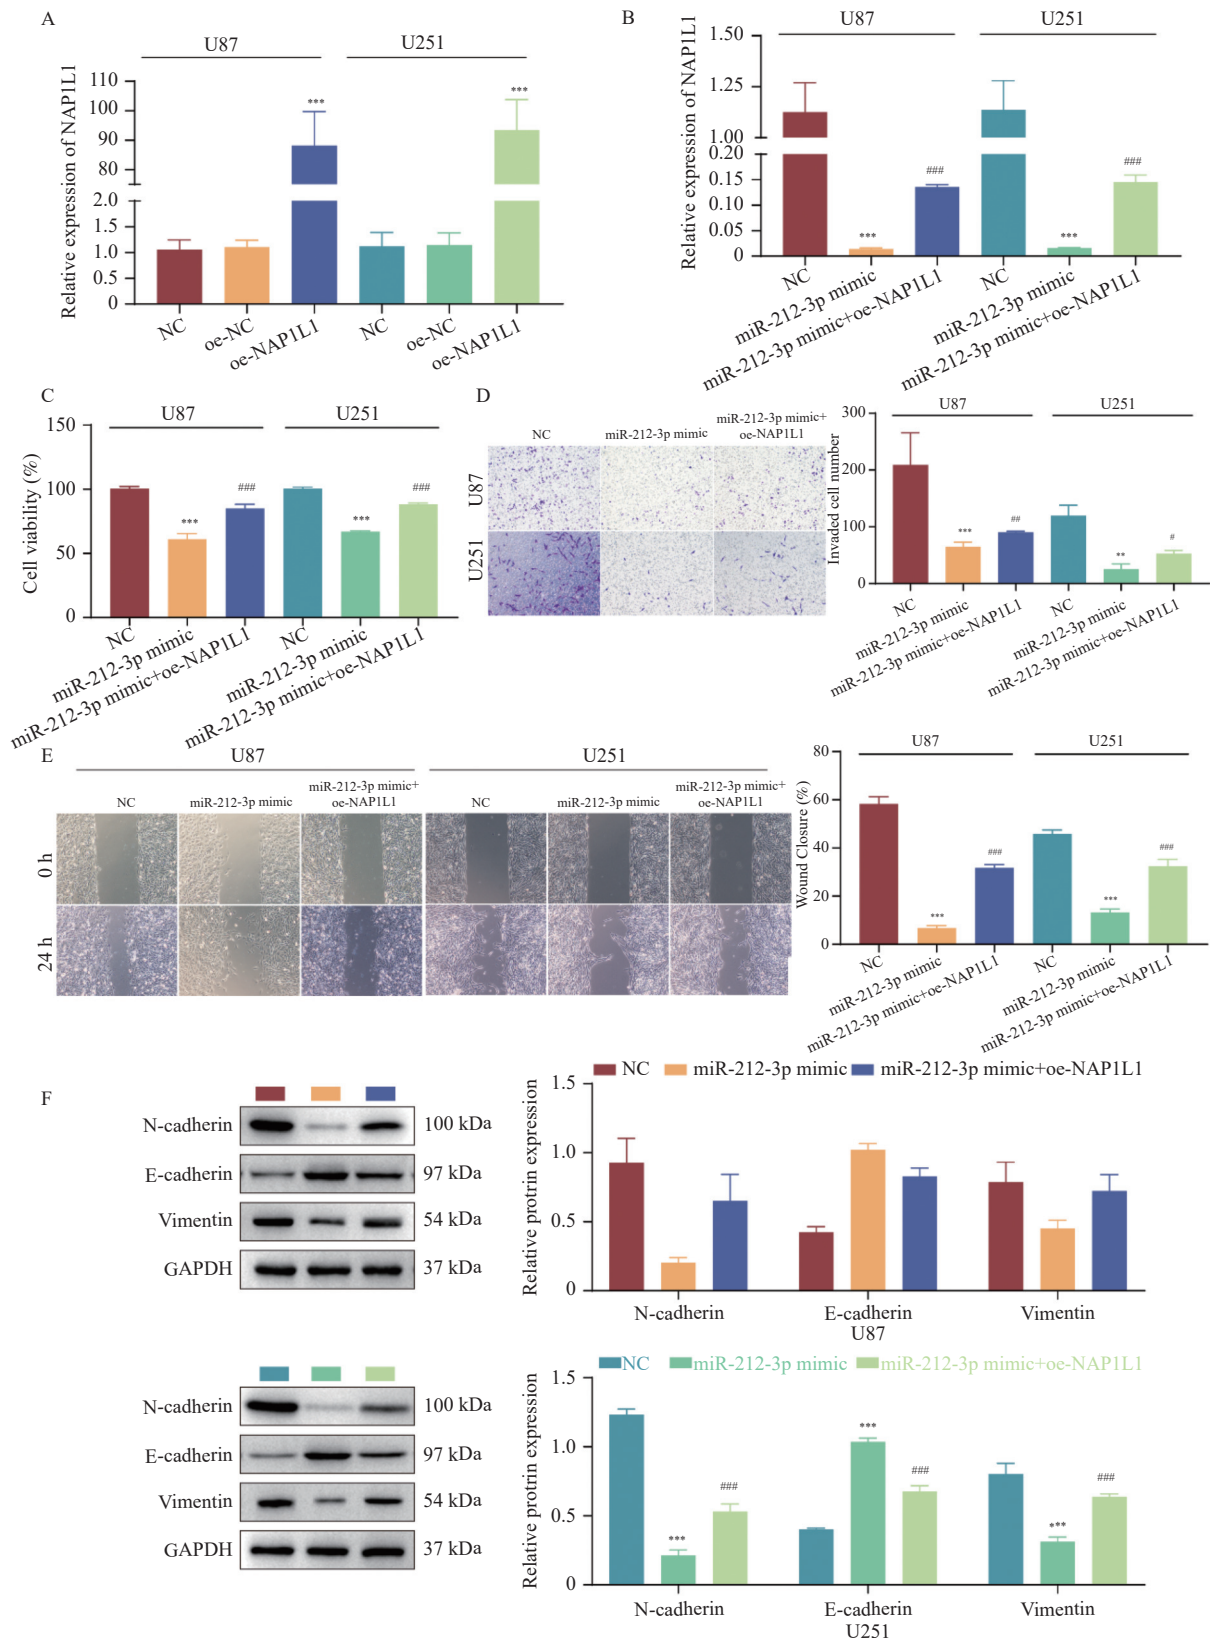 A
U87
U251
Relative expression of NAP1L1
110
100
90
80
2.0
1.5
1.0
0.5
0
***
***
NC
oe-NC
oe-NAP1L1
NC
oe-NC
oe-NAP1L1
B
U87
U251
Relative expression of NAP1L1
1.50
1.25
1.00
0.20
0.15
0.10
0.05
0
***
###
***
###
NC
miR-212-3p mimic
miR-212-3p mimic+oe-NAP1L1
NC
miR-212-3p mimic
miR-212-3p mimic+oe-NAP1L1
C
U87
U251
Cell viability (%)
150
100
50
0
***
###
***
###
NC
miR-212-3p mimic
miR-212-3p mimic+oe-NAP1L1
NC
miR-212-3p mimic
miR-212-3p mimic+oe-NAP1L1
D
NC
miR-212-3p mimic
miR-212-3p mimic+
oe-NAP1L1
U87
U251
U87
U251
Invaded cell number
300
200
100
0
***
##
**
#
NC
miR-212-3p mimic
miR-212-3p mimic+oe-NAP1L1
NC
miR-212-3p mimic
miR-212-3p mimic+oe-NAP1L1
E
U87
U251
NC
miR-212-3p mimic
miR-212-3p mimic+
oe-NAP1L1
NC
miR-212-3p mimic
miR-212-3p mimic+
oe-NAP1L1
0 h
24 h
U87
U251
Wound Closure (%)
80
60
40
20
0
***
###
***
###
NC
miR-212-3p mimic
miR-212-3p mimic+oe-NAP1L1
NC
miR-212-3p mimic
miR-212-3p mimic+oe-NAP1L1
F
N-cadherin 100 kDa
E-cadherin 97 kDa
Vimentin 54 kDa
GAPDH 37 kDa
NC miR-212-3p mimic miR-212-3p mimic+oe-NAP1L1
Relative protrin expression
1.5
1.0
0.5
0
N-cadherin E-cadherin Vimentin
U87
N-cadherin 100 kDa
E-cadherin 97 kDa
Vimentin 54 kDa
GAPDH 37 kDa
NC miR-212-3p mimic miR-212-3p mimic+oe-NAP1L1
Relative protrin expression
1.5
1.0
0.5
0
***
###
***
###
***
###
N-cadherin E-cadherin Vimentin
U251